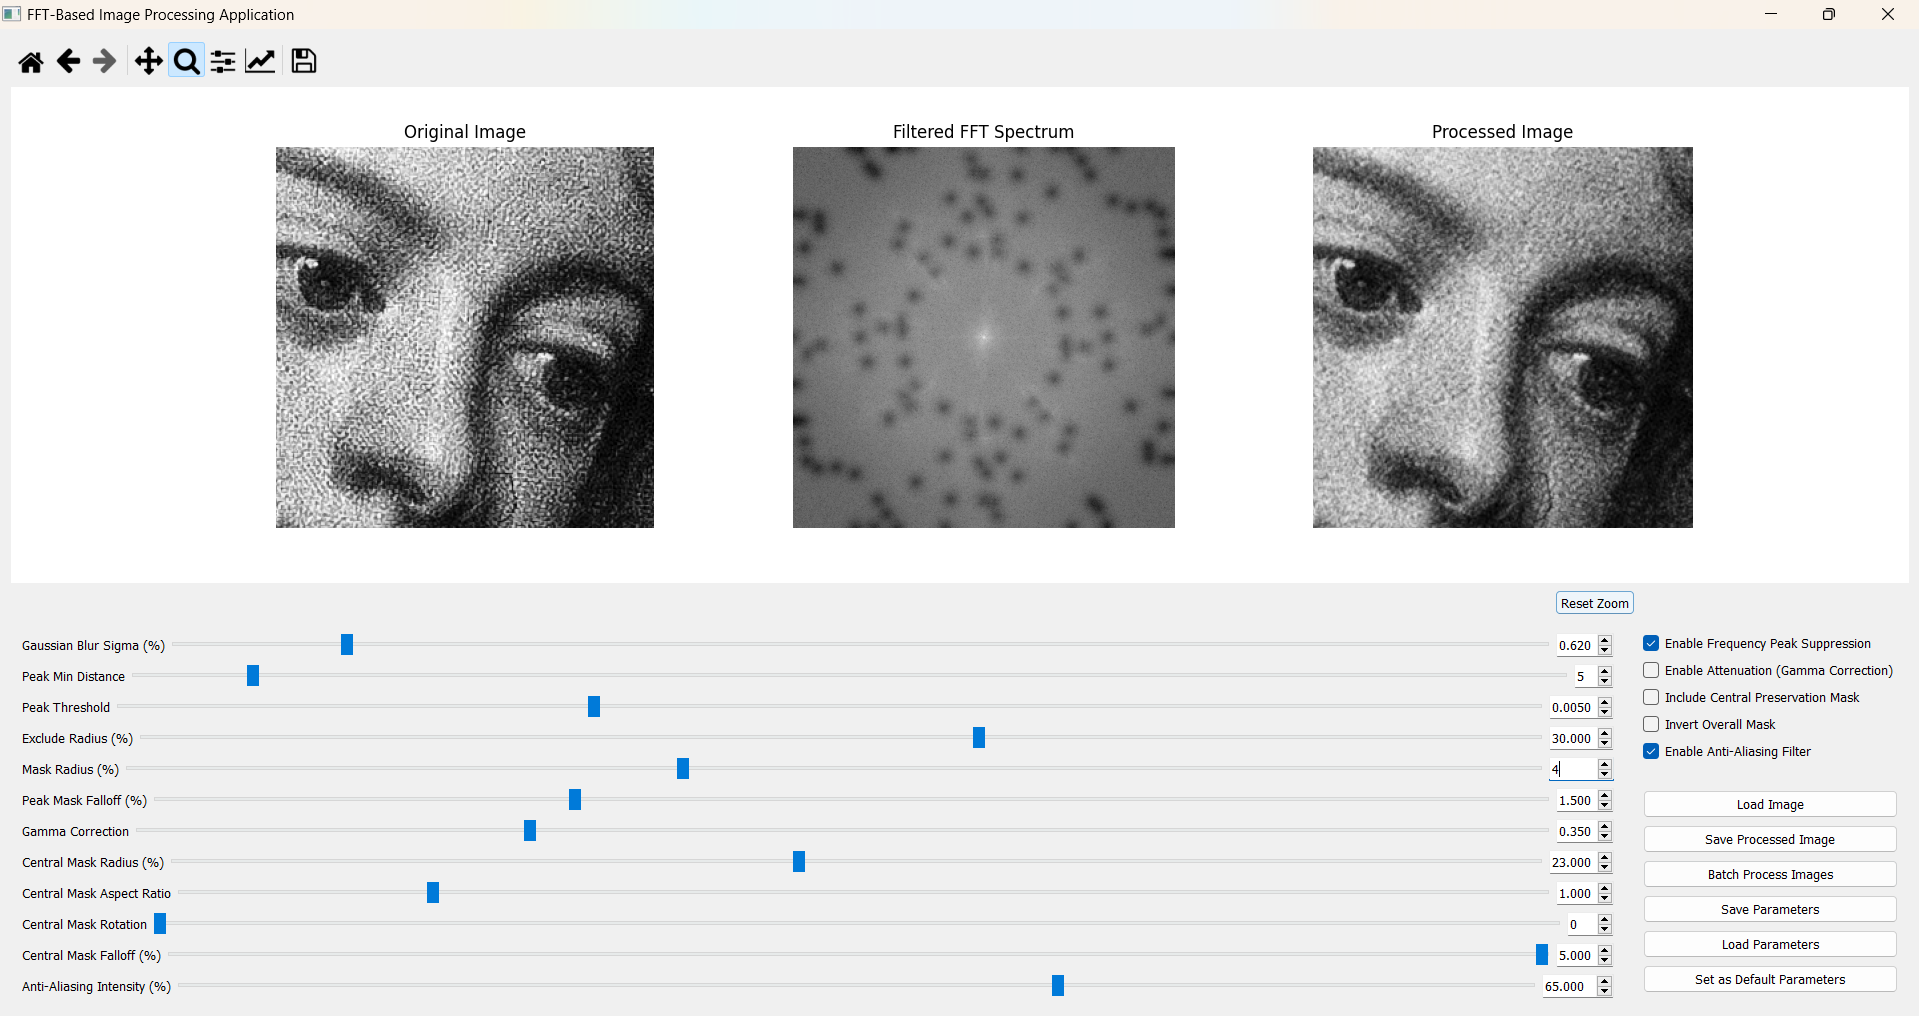 FFT-Based Image Processing Application
Original Image
Filtered FFT Spectrum
Processed Image
Reset Zoom
Gaussian Blur Sigma (%) 0.620
Peak Min Distance 5
Peak Threshold 0.0050
Exclude Radius (%) 30.000
Mask Radius (%) 4
Peak Mask Falloff (%) 1.500
Gamma Correction 0.350
Central Mask Radius (%) 23.000
Central Mask Aspect Ratio 1.000
Central Mask Rotation 0
Central Mask Falloff (%) 5.000
Anti-Aliasing Intensity (%) 65.000
Enable Frequency Peak Suppression
Enable Attenuation (Gamma Correction)
Include Central Preservation Mask
Invert Overall Mask
Enable Anti-Aliasing Filter
Load Image
Save Processed Image
Batch Process Images
Save Parameters
Load Parameters
Set as Default Parameters